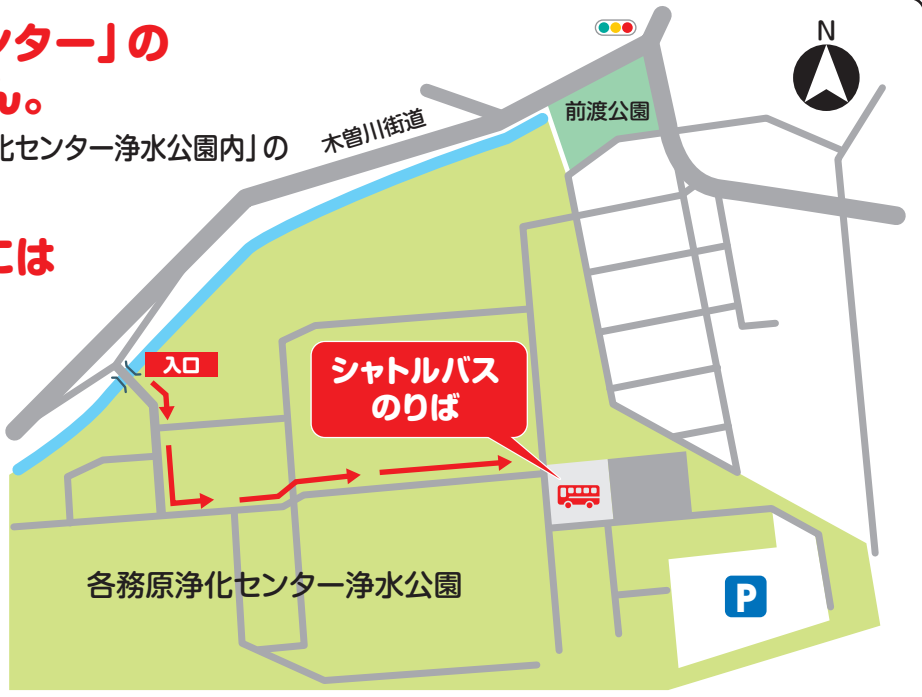 ンター」の
ん。
化センター浄水公園内」の
には
木曽川街道
前渡公園
N
入口
シャトルバス
のりば
各務原浄化センター浄水公園
P